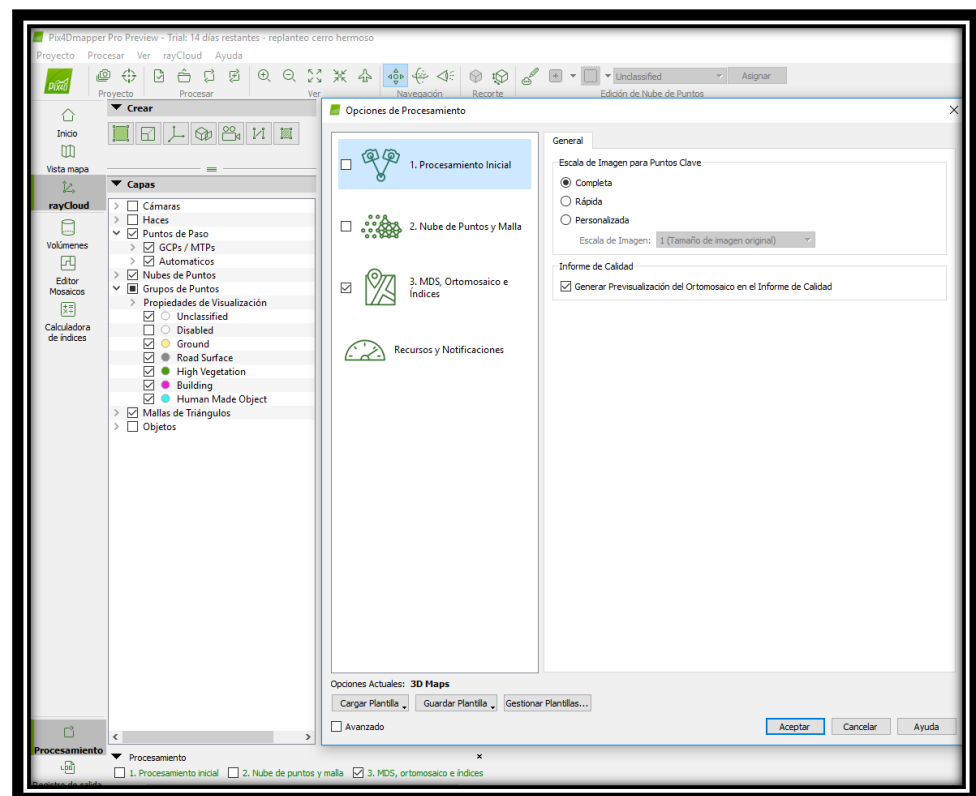 Pix4Dmapper Pro Preview - Trial: 14 días restantes - replanteo cerro hermoso
Proyecto Procesar Ver rayCloud Ayuda
PIX4D
Unclassified Asignar
Proyecto Procesar Ver Navegación Recorte Edición de Nube de Puntos
Inicio
Vista mapa
rayCloud
Volúmenes
Editor
Mosaicos
Calculadora
de índices
Procesamiento
Registro de salida
Crear
Capas
Cámaras
Haces
Puntos de Paso
GCPs / MTPs
Automaticos
Nubes de Puntos
Grupos de Puntos
Propiedades de Visualización
Unclassified
Disabled
Ground
Road Surface
High Vegetation
Building
Human Made Object
Mallas de Triángulos
Objetos
Opciones de Procesamiento
1. Procesamiento Inicial
2. Nube de Puntos y Malla
3. MDS, Ortomosaico e
Índices
Recursos y Notificaciones
General
Escala de Imagen para Puntos Clave
Completa
Rápida
Personalizada
Escala de Imagen: 1 (Tamaño de imagen original)
Informe de Calidad
Generar Previsualización del Ortomosaico en el Informe de Calidad
Opciones Actuales: 3D Maps
Cargar Plantilla Guardar Plantilla Gestionar Plantillas...
Avanzado
Aceptar Cancelar Ayuda
Procesamiento
1. Procesamiento inicial 2. Nube de puntos y malla 3. MDS, ortomosaico e índices